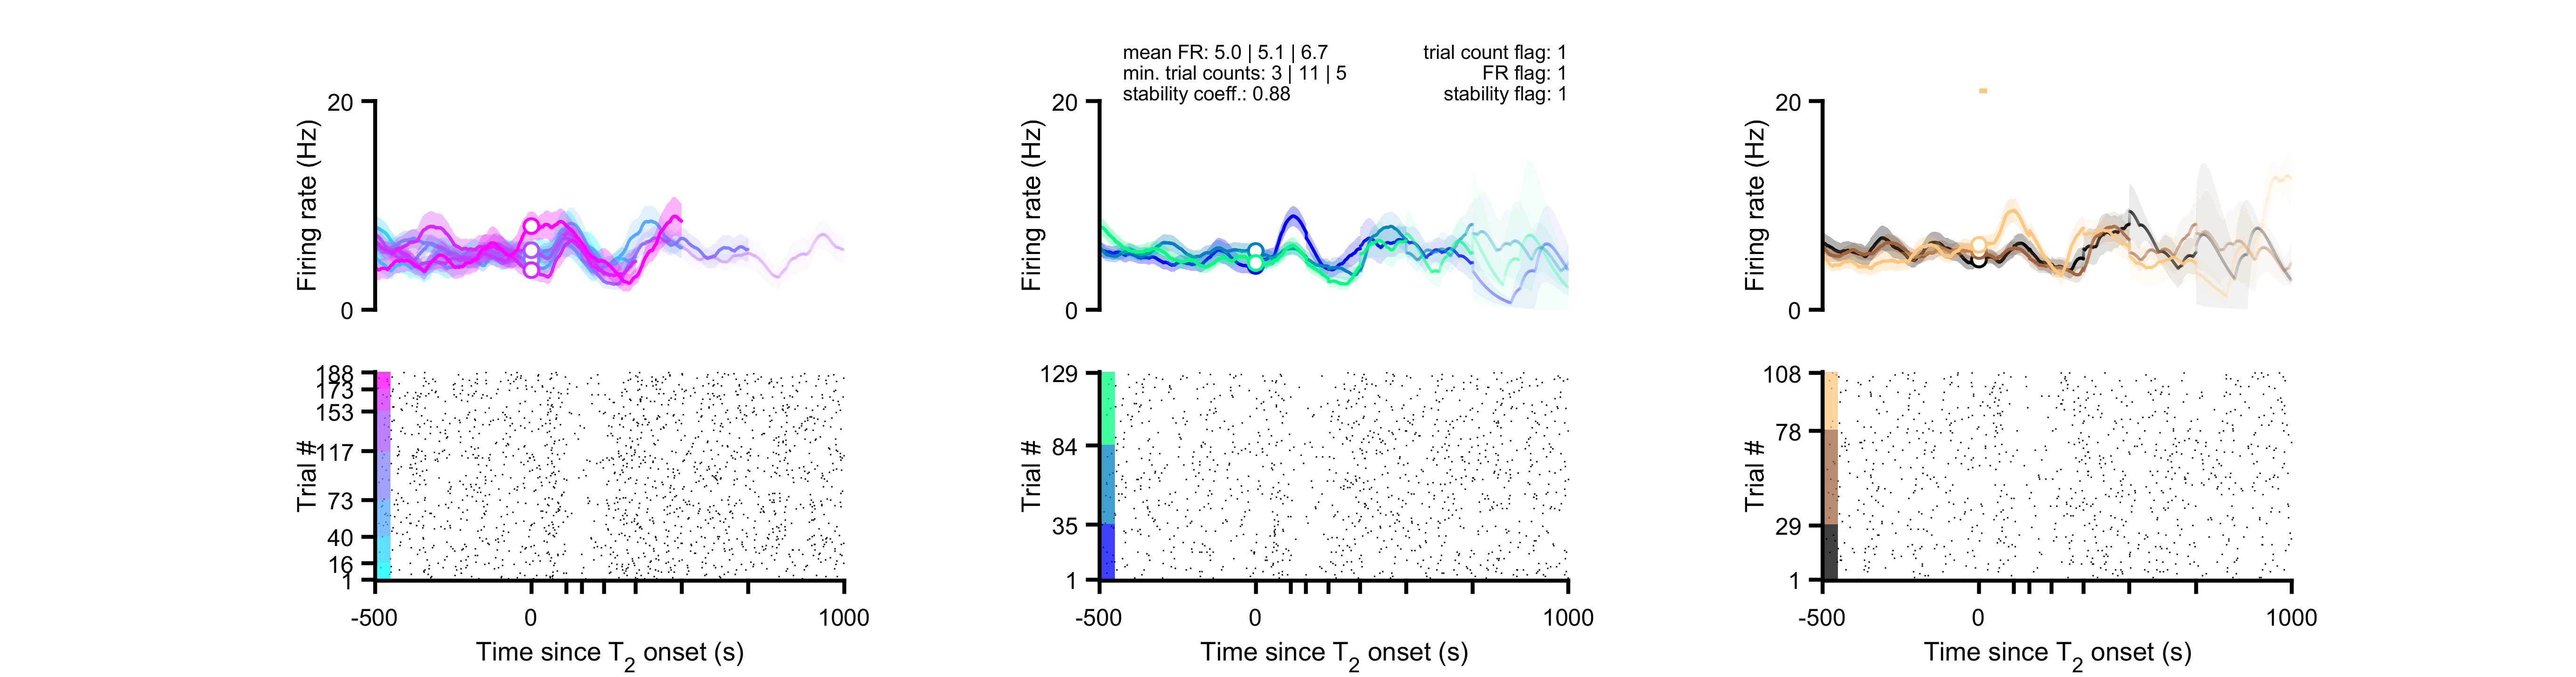 mean FR: 5.0 | 5.1 | 6.7
min. trial counts: 3 | 11 | 5
stability coeff.: 0.88
trial count flag: 1
FR flag: 1
stability flag: 1
20
Firing rate (Hz)
0
20
Firing rate (Hz)
0
20
Firing rate (Hz)
0
188
173
153
117
73
40
16
1
Trial #
-500
0
1000
Time since T2 onset (s)
129
84
35
1
Trial #
-500
0
1000
Time since T2 onset (s)
108
78
29
1
Trial #
-500
0
1000
Time since T2 onset (s)